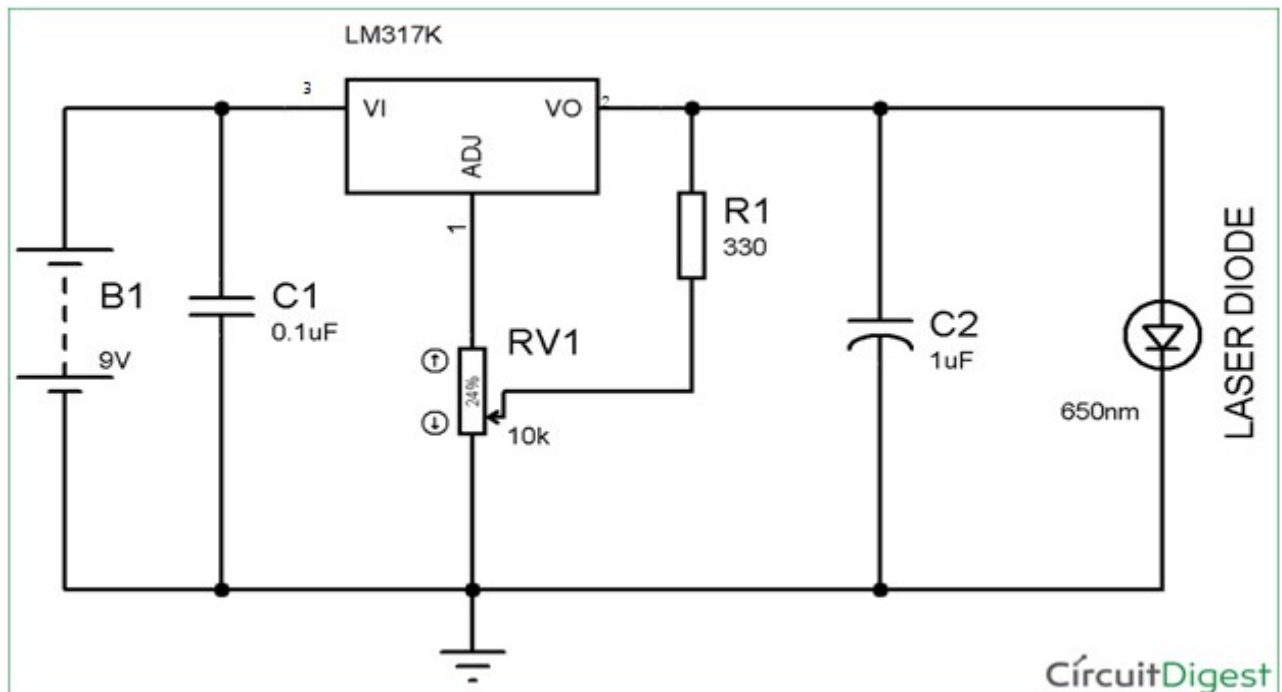 LM317K
3
VI
VO
2
ADJ
1
R1
330
B1
9V
C1
0.1uF
RV1
24%
10k
C2
1uF
650nm
LASER DIODE
CircuitDigest